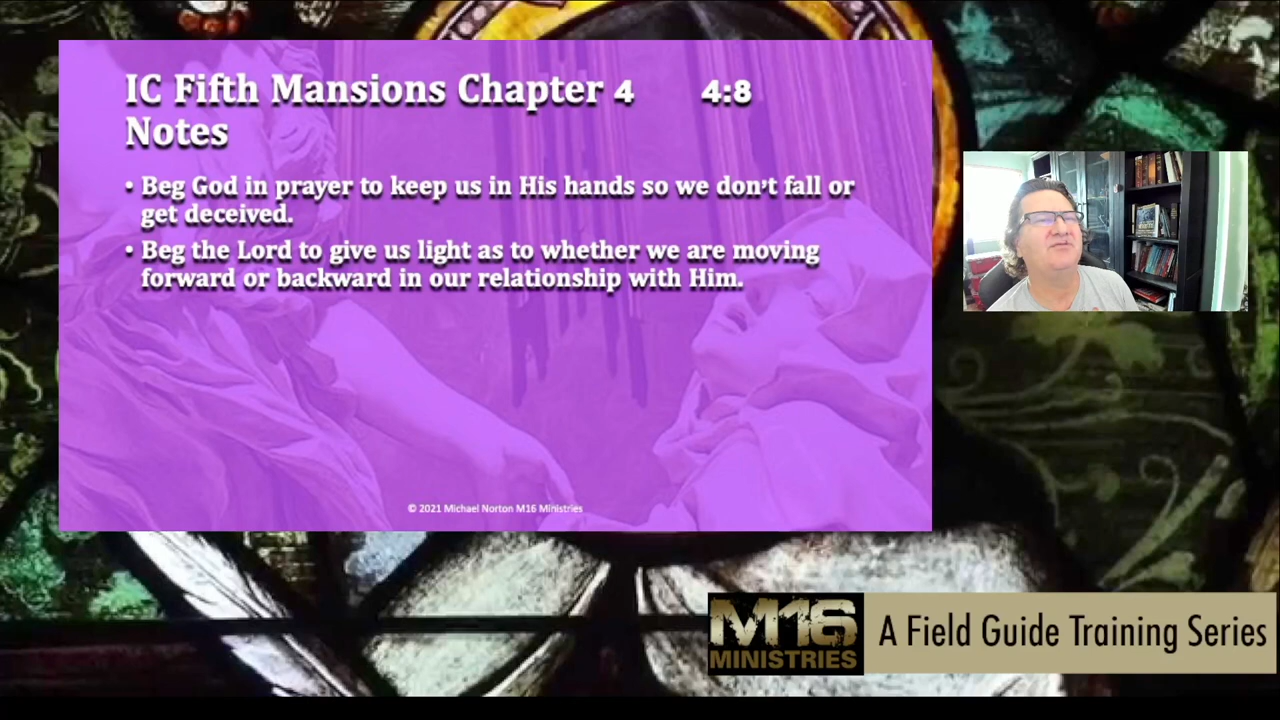 IC Fifth Mansions Chapter 4 4:8
Notes
• Beg God in prayer to keep us in His hands so we don't fall or
get deceived.
• Beg the Lord to give us light as to whether we are moving
forward or backward in our relationship with Him.
© 2021 Michael Norton M16 Ministries
M16
MINISTRIES
A Field Guide Training Series